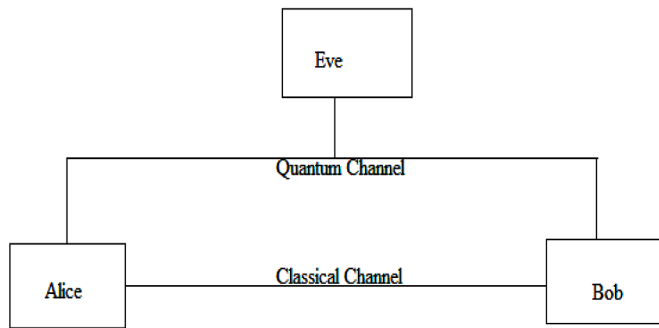 Eve
Quantum Channel
Classical Channel
Alice
Bob